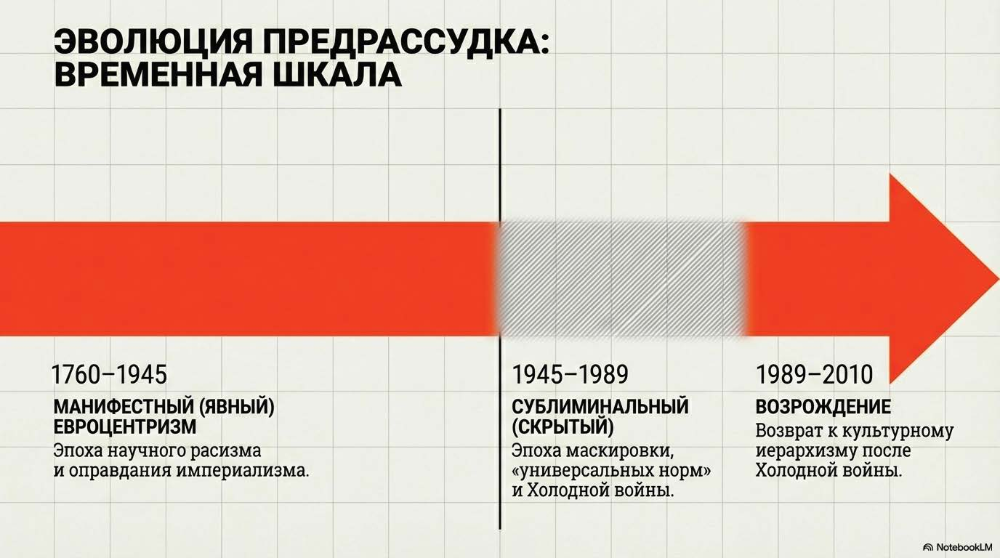 ЭВОЛЮЦИЯ ПРЕДРАССУДКА:
ВРЕМЕННАЯ ШКАЛА
1760–1945
МАНИФЕСТНЫЙ (ЯВНЫЙ)
ЕВРОЦЕНТРИЗМ
Эпоха научного расизма
и оправдания империализма.
1945–1989
СУБЛИМИНАЛЬНЫЙ
(СКРЫТЫЙ)
Эпоха маскировки,
«универсальных норм»
и Холодной войны.
1989–2010
ВОЗРОЖДЕНИЕ
Возврат к культурному
иерархизму после
Холодной войны.
NotebookLM